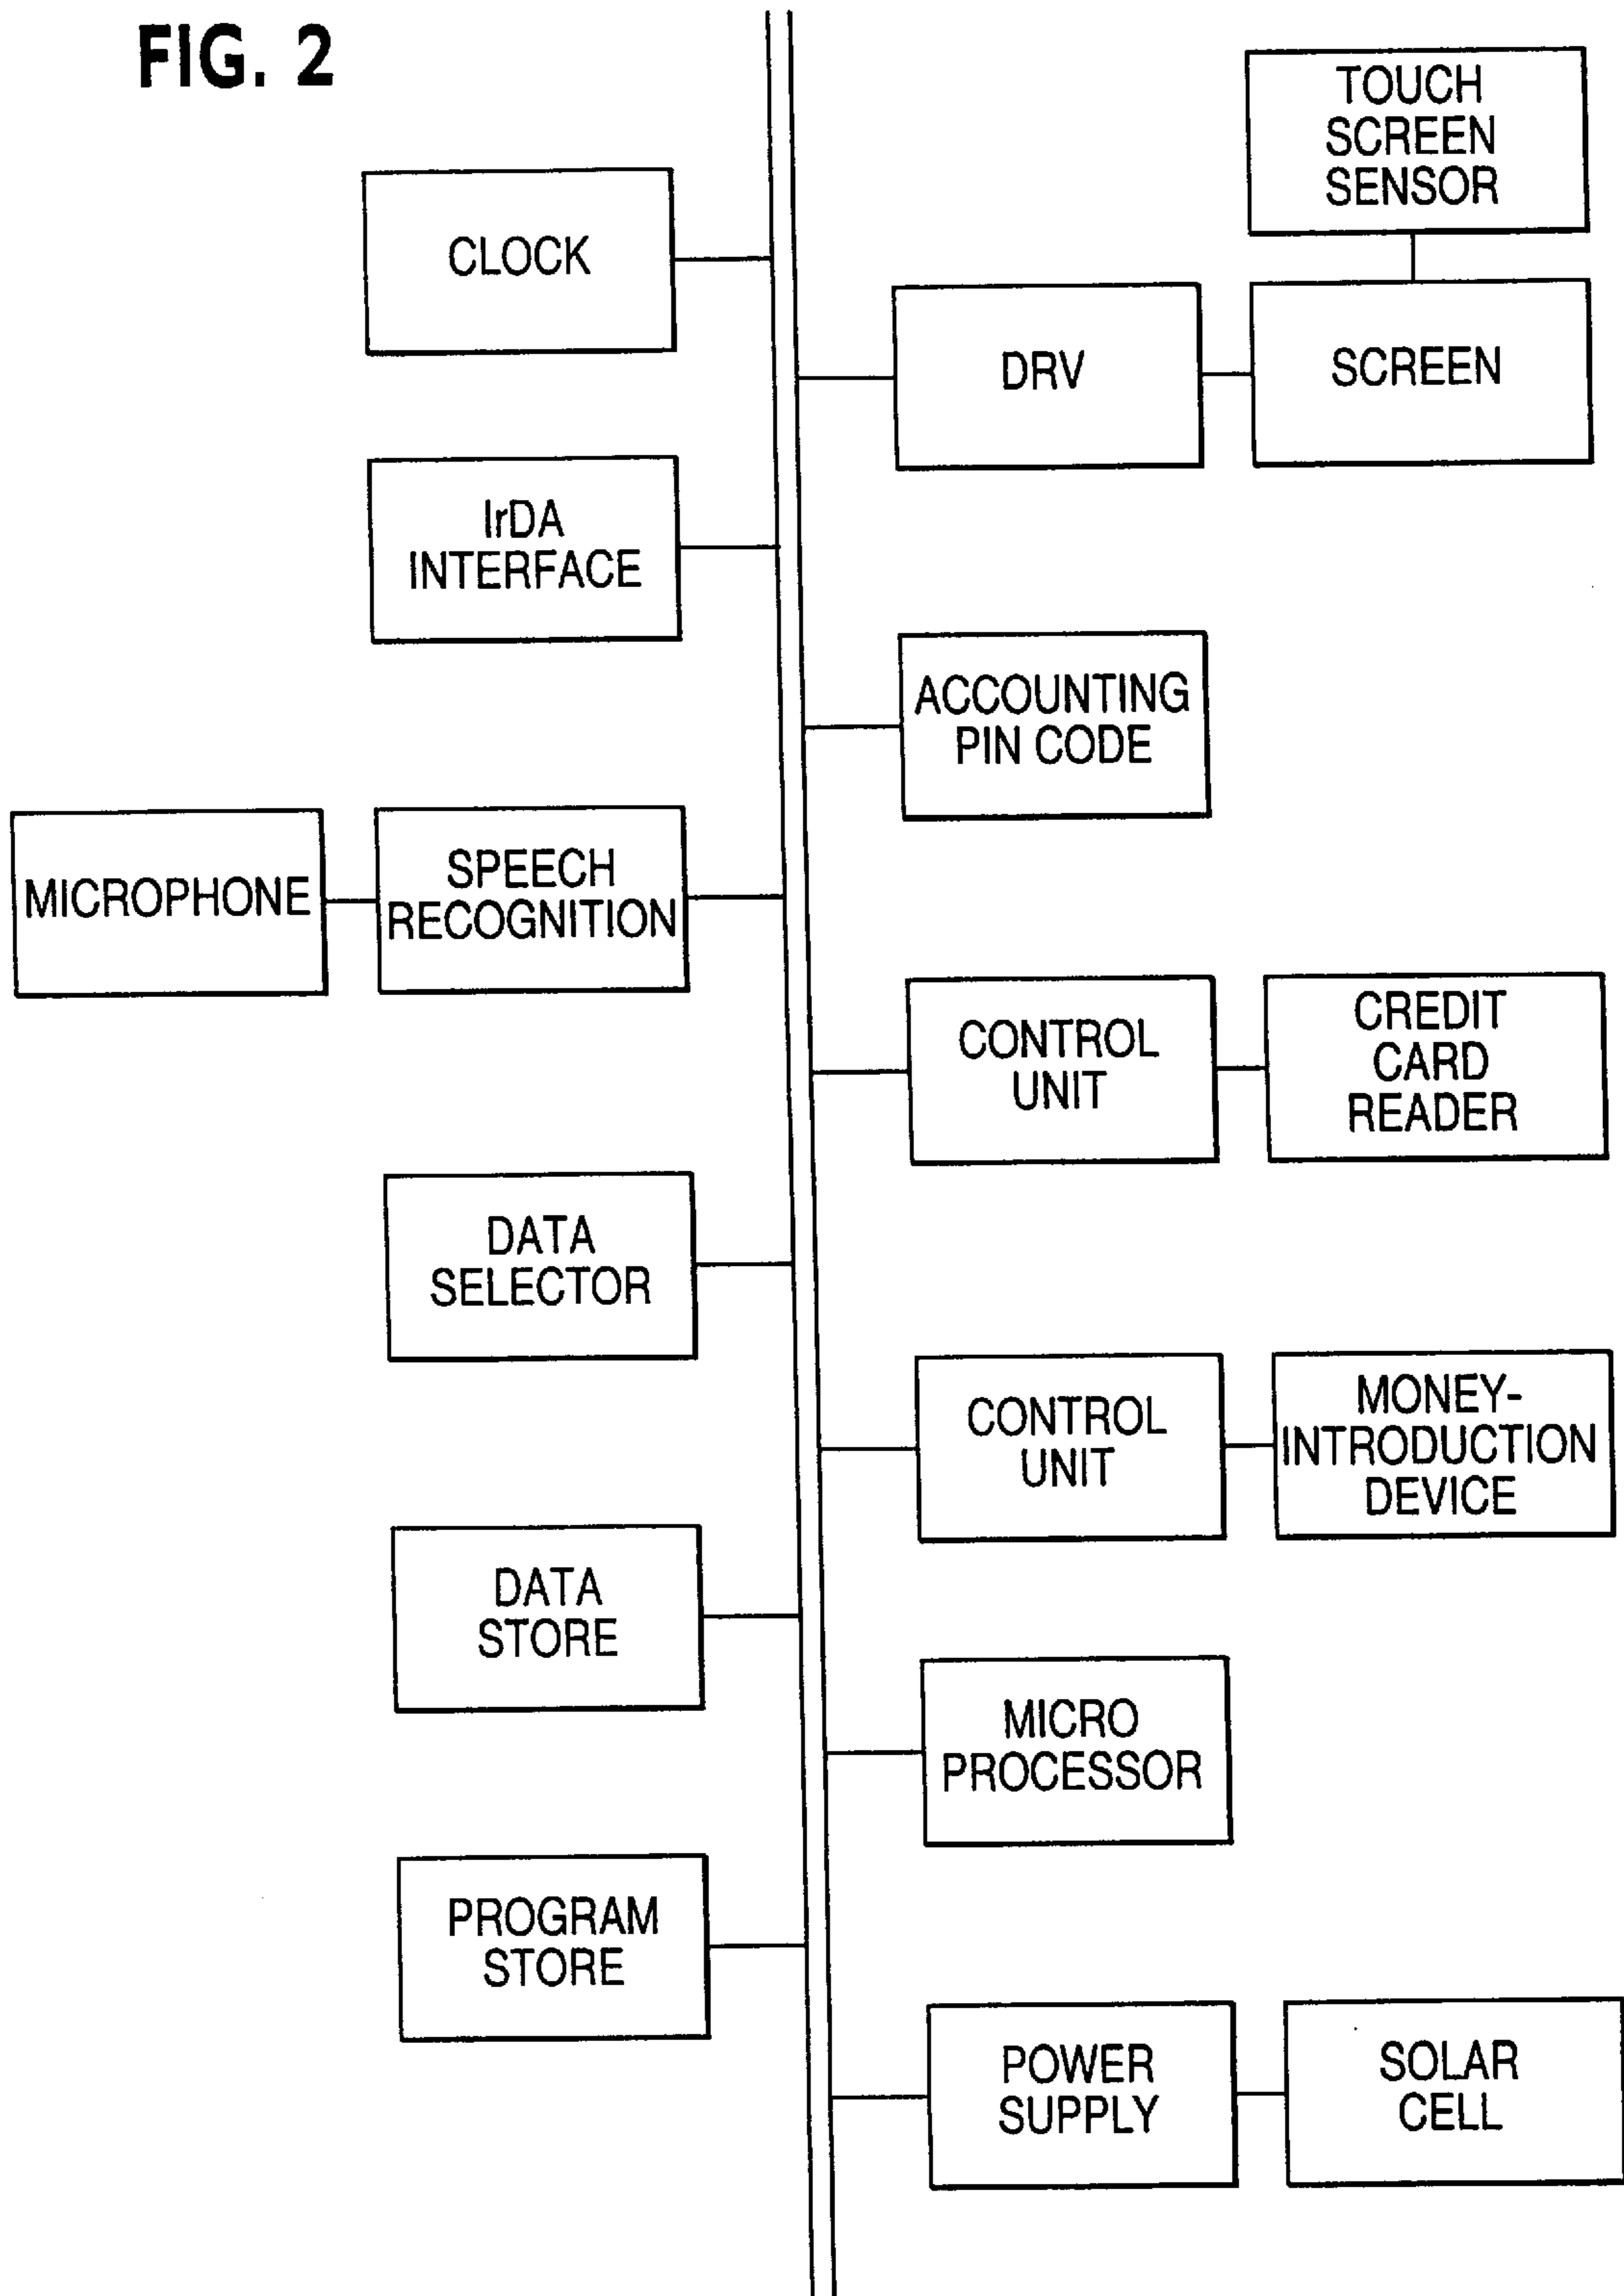 FIG. 2
TOUCH
SCREEN
SENSOR
CLOCK
DRV
SCREEN
IrDA
INTERFACE
ACCOUNTING
PIN CODE
MICROPHONE
SPEECH
RECOGNITION
CONTROL
UNIT
CREDIT
CARD
READER
DATA
SELECTOR
CONTROL
UNIT
MONEY-
INTRODUCTION
DEVICE
DATA
STORE
MICRO
PROCESSOR
PROGRAM
STORE
POWER
SUPPLY
SOLAR
CELL